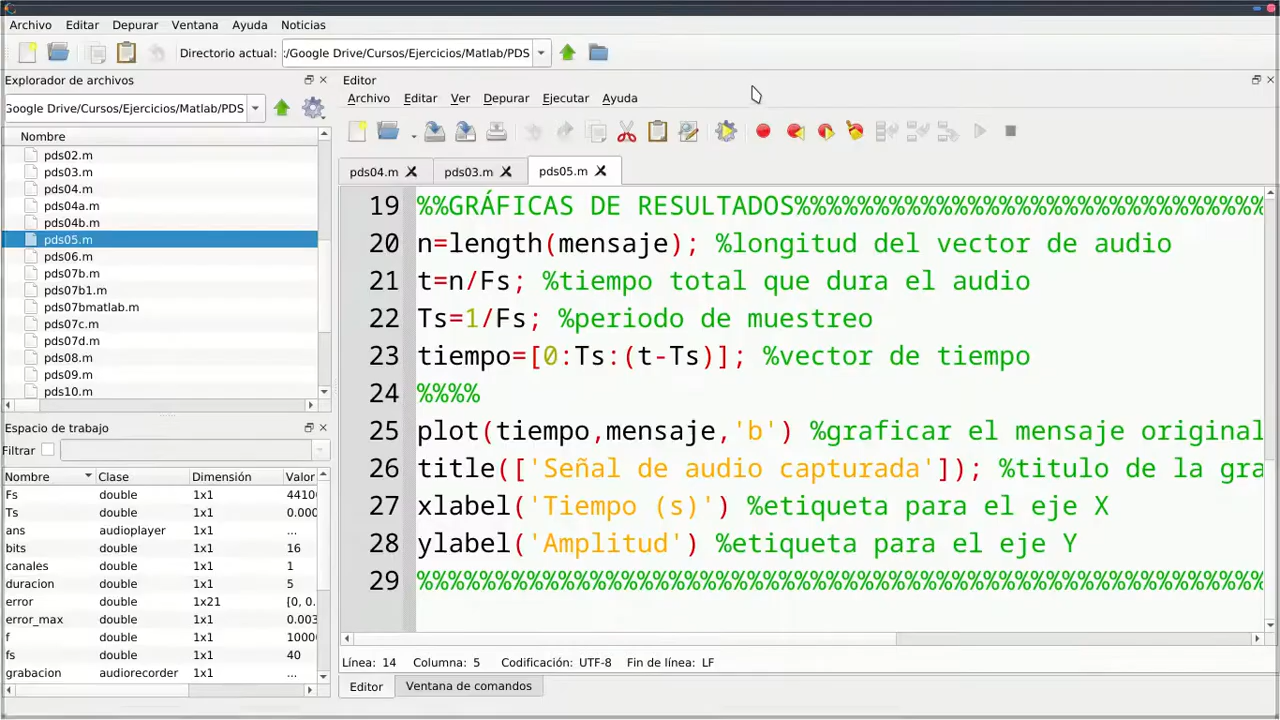 Archivo Editar Depurar Ventana Ayuda Noticias
Directorio actual: :/Google Drive/Cursos/Ejercicios/Matlab/PDS
Explorador de archivos
Google Drive/Cursos/Ejercicios/Matlab/PDS
Nombre
pds02.m
pds03.m
pds04.m
pds04a.m
pds04b.m
pds05.m
pds06.m
pds07b.m
pds07b1.m
pds07bmatlab.m
pds07c.m
pds07d.m
pds08.m
pds09.m
pds10.m
Espacio de trabajo
Filtrar
Nombre Clase Dimensión Valor
Fs double 1x1 4410
Ts double 1x1 0.000
ans audioplayer 1x1 ...
bits double 1x1 16
canales double 1x1 1
duracion double 1x1 5
error double 1x21 [0, 0.
error_max double 1x1 0.003
f double 1x1 1000
fs double 1x1 40
grabacion audiorecorder 1x1 ...
Editor
Archivo Editar Ver Depurar Ejecutar Ayuda
pds04.m pds03.m pds05.m
19 %%GRÁFICAS DE RESULTADOS%%%%%%%%%%%%%%%%%%%%%%%%%%%%%%
20 n=length(mensaje); %longitud del vector de audio
21 t=n/Fs; %tiempo total que dura el audio
22 Ts=1/Fs; %periodo de muestreo
23 tiempo=[0:Ts:(t-Ts)]; %vector de tiempo
24 %%%%
25 plot(tiempo,mensaje,'b') %graficar el mensaje original
26 title(['Señal de audio capturada']); %titulo de la gra
27 xlabel('Tiempo (s)') %etiqueta para el eje X
28 ylabel('Amplitud') %etiqueta para el eje Y
29 %%%%%%%%%%%%%%%%%%%%%%%%%%%%%%%%%%%%%%%%%%%%%%%%%%%%%%
Línea: 14 Columna: 5 Codificación: UTF-8 Fin de línea: LF
Editor Ventana de comandos